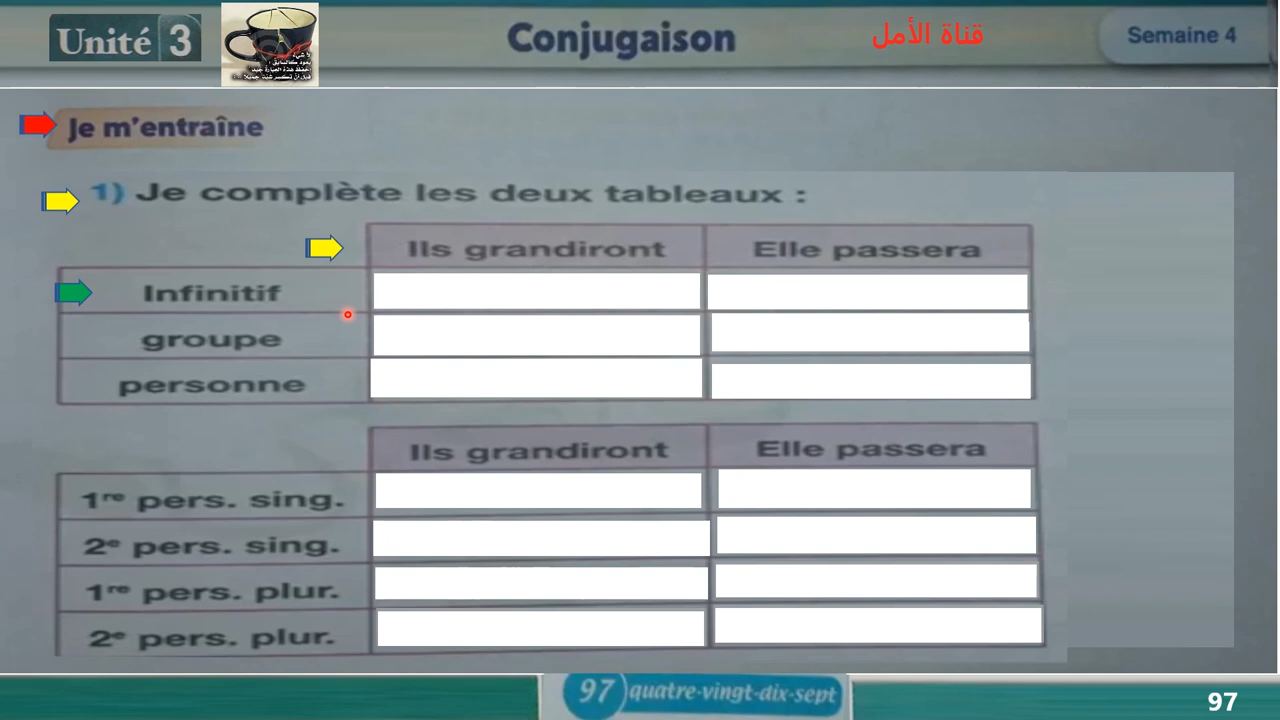 Unité 3
Conjugaison
قناة الأمل
Semaine 4
Je m'entraîne
1) Je complète les deux tableaux :
Ils grandiront Elle passera
Infinitif
groupe
personne
Ils grandiront Elle passera
1re pers. sing.
2e pers. sing.
1re pers. plur.
2e pers. plur.
97 quatre-vingt-dix-sept
97